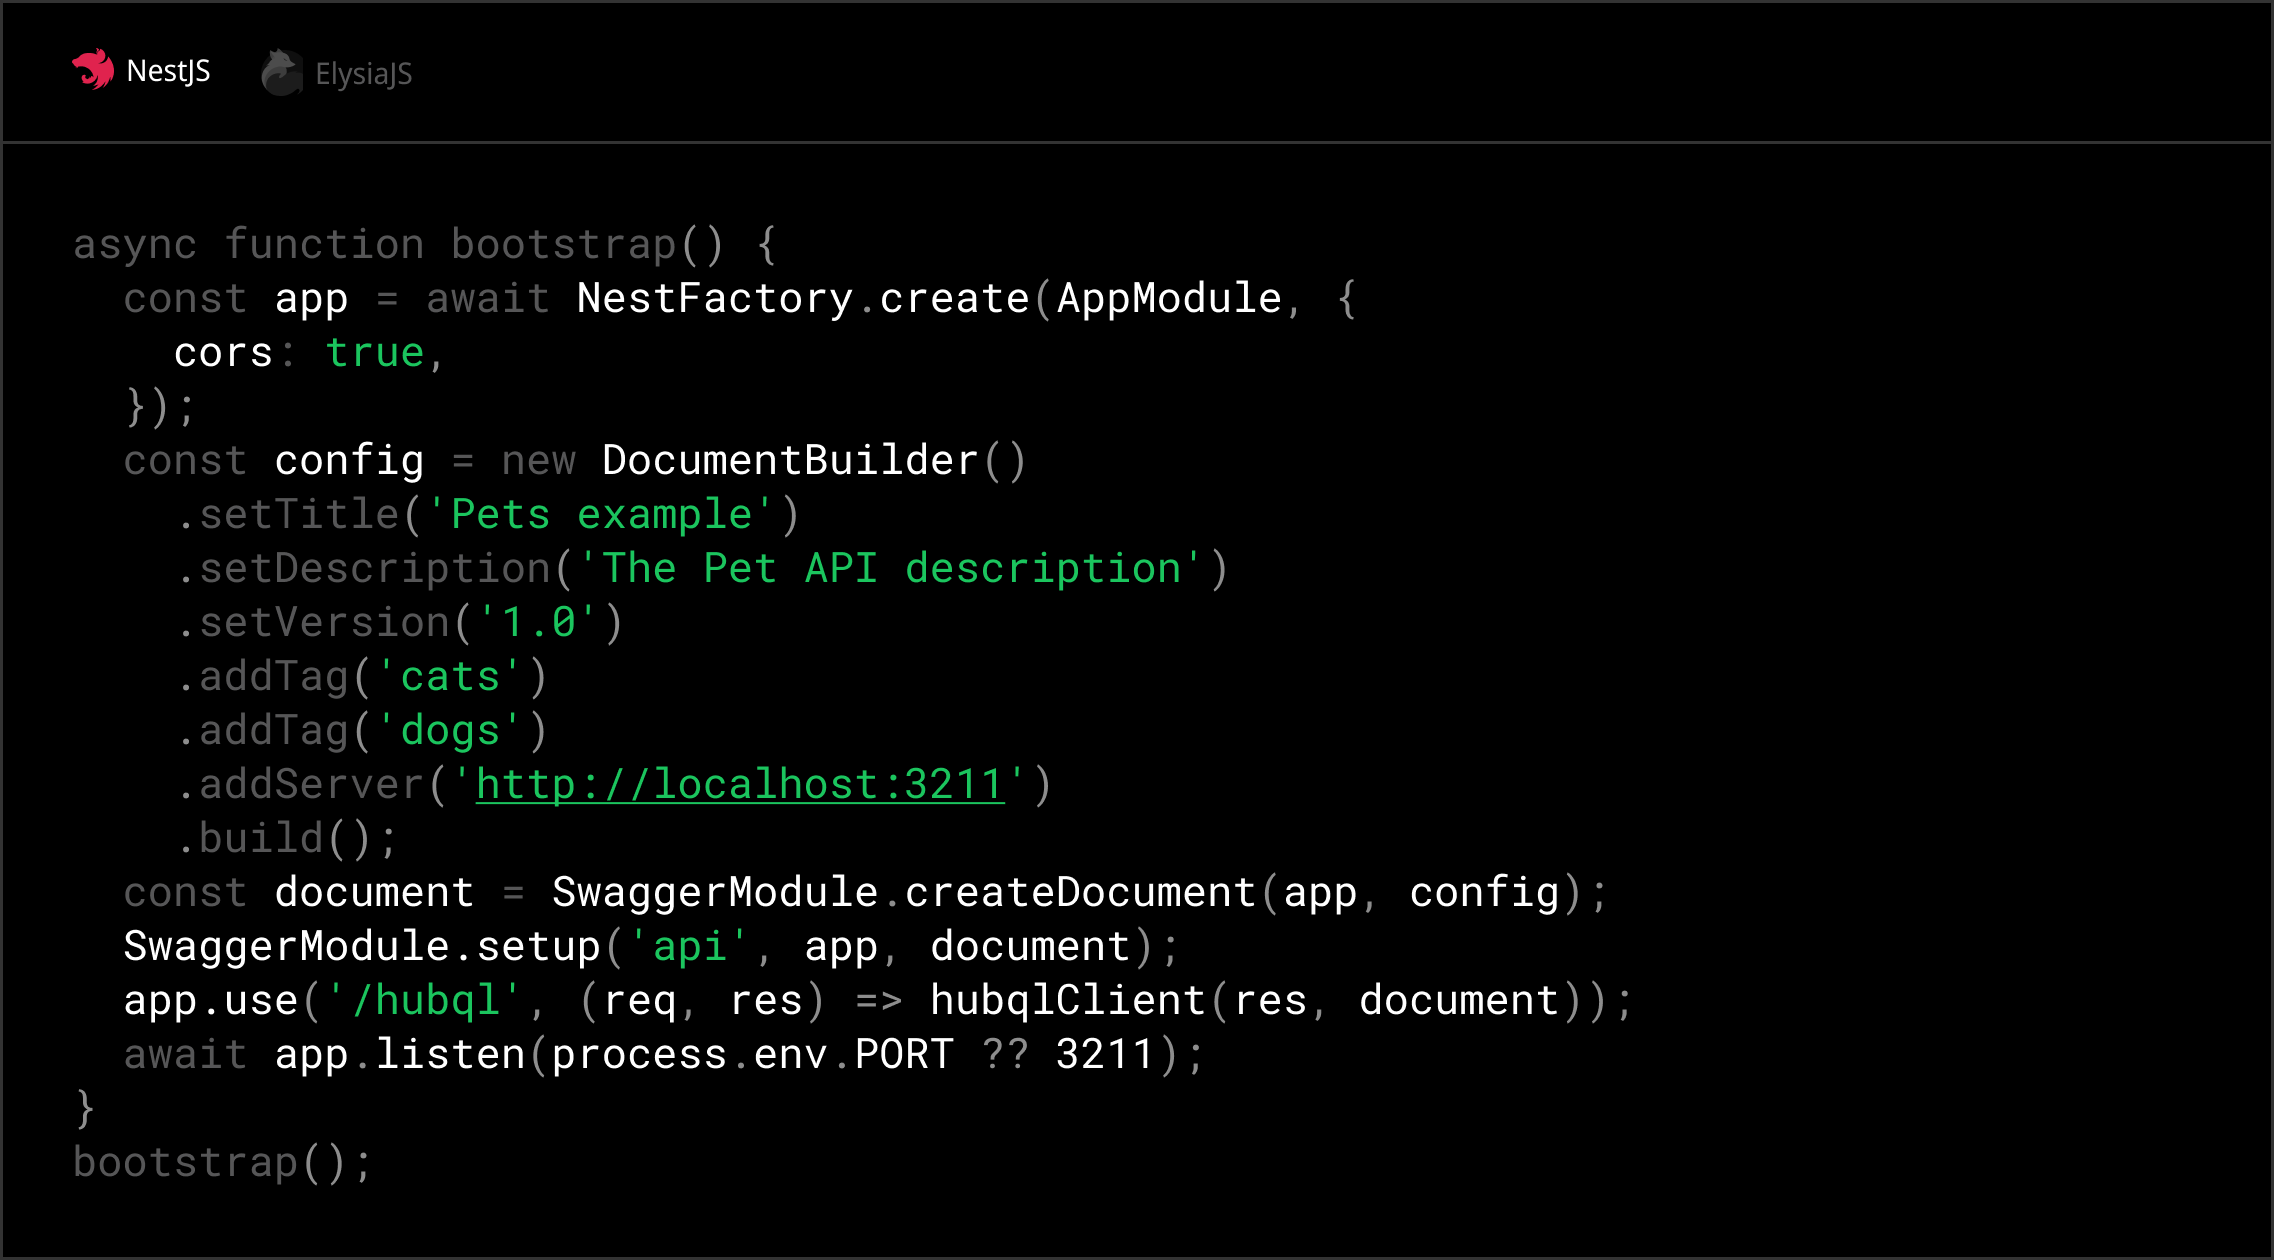 NestJS ElysiaJS
async function bootstrap() {
  const app = await NestFactory.create(AppModule, {
    cors: true,
  });
  const config = new DocumentBuilder()
    .setTitle('Pets example')
    .setDescription('The Pet API description')
    .setVersion('1.0')
    .addTag('cats')
    .addTag('dogs')
    .addServer('http://localhost:3211')
    .build();
  const document = SwaggerModule.createDocument(app, config);
  SwaggerModule.setup('api', app, document);
  app.use('/hubql', (req, res) => hubqlClient(res, document));
  await app.listen(process.env.PORT ?? 3211);
}
bootstrap();